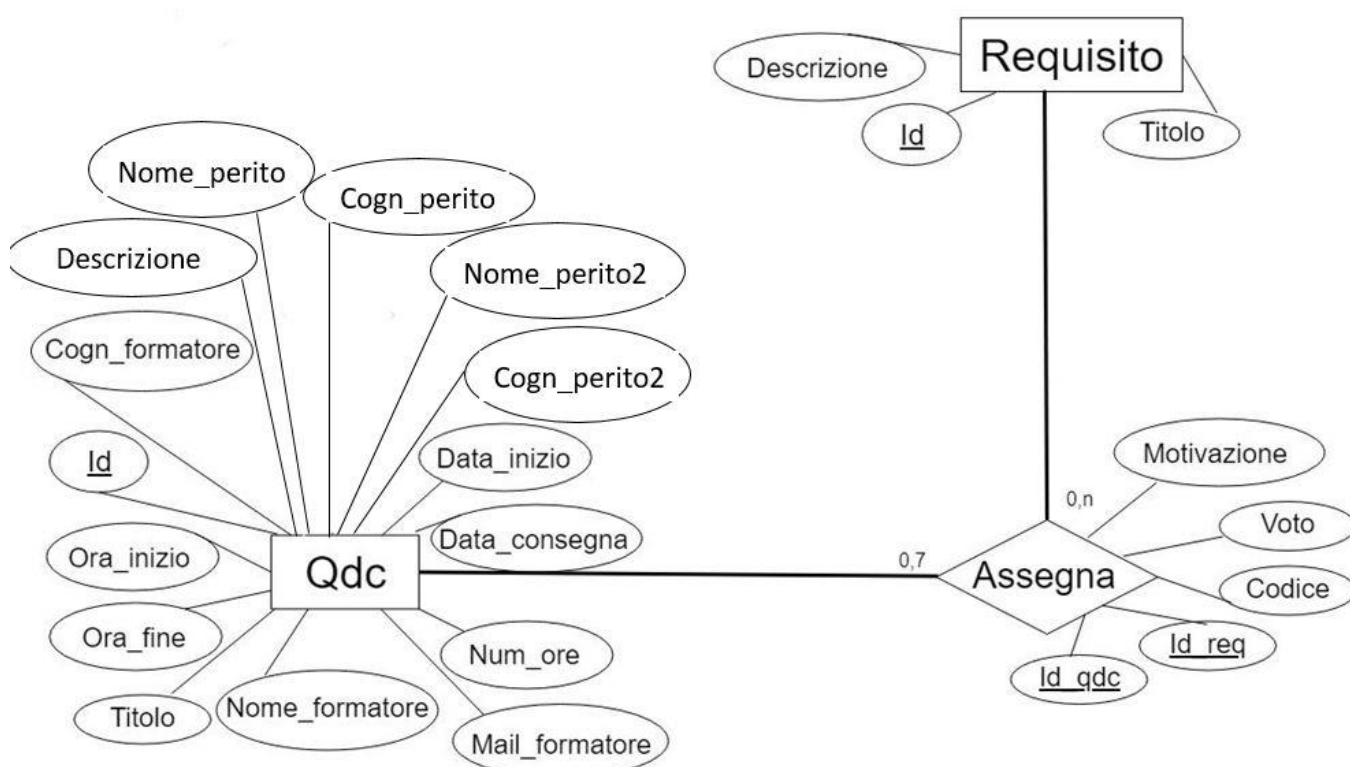 Requisito
Descrizione
Id
Titolo
Nome_perito
Cogn_perito
Descrizione
Nome_perito2
Cogn_formatore
Cogn_perito2
Id
Data_inizio
Motivazione
0,n
Voto
Ora_inizio
Data_consegna
Qdc
0,7
Assegna
Codice
Ora_fine
Num_ore
Id_req
Id_qdc
Titolo
Nome_formatore
Mail_formatore